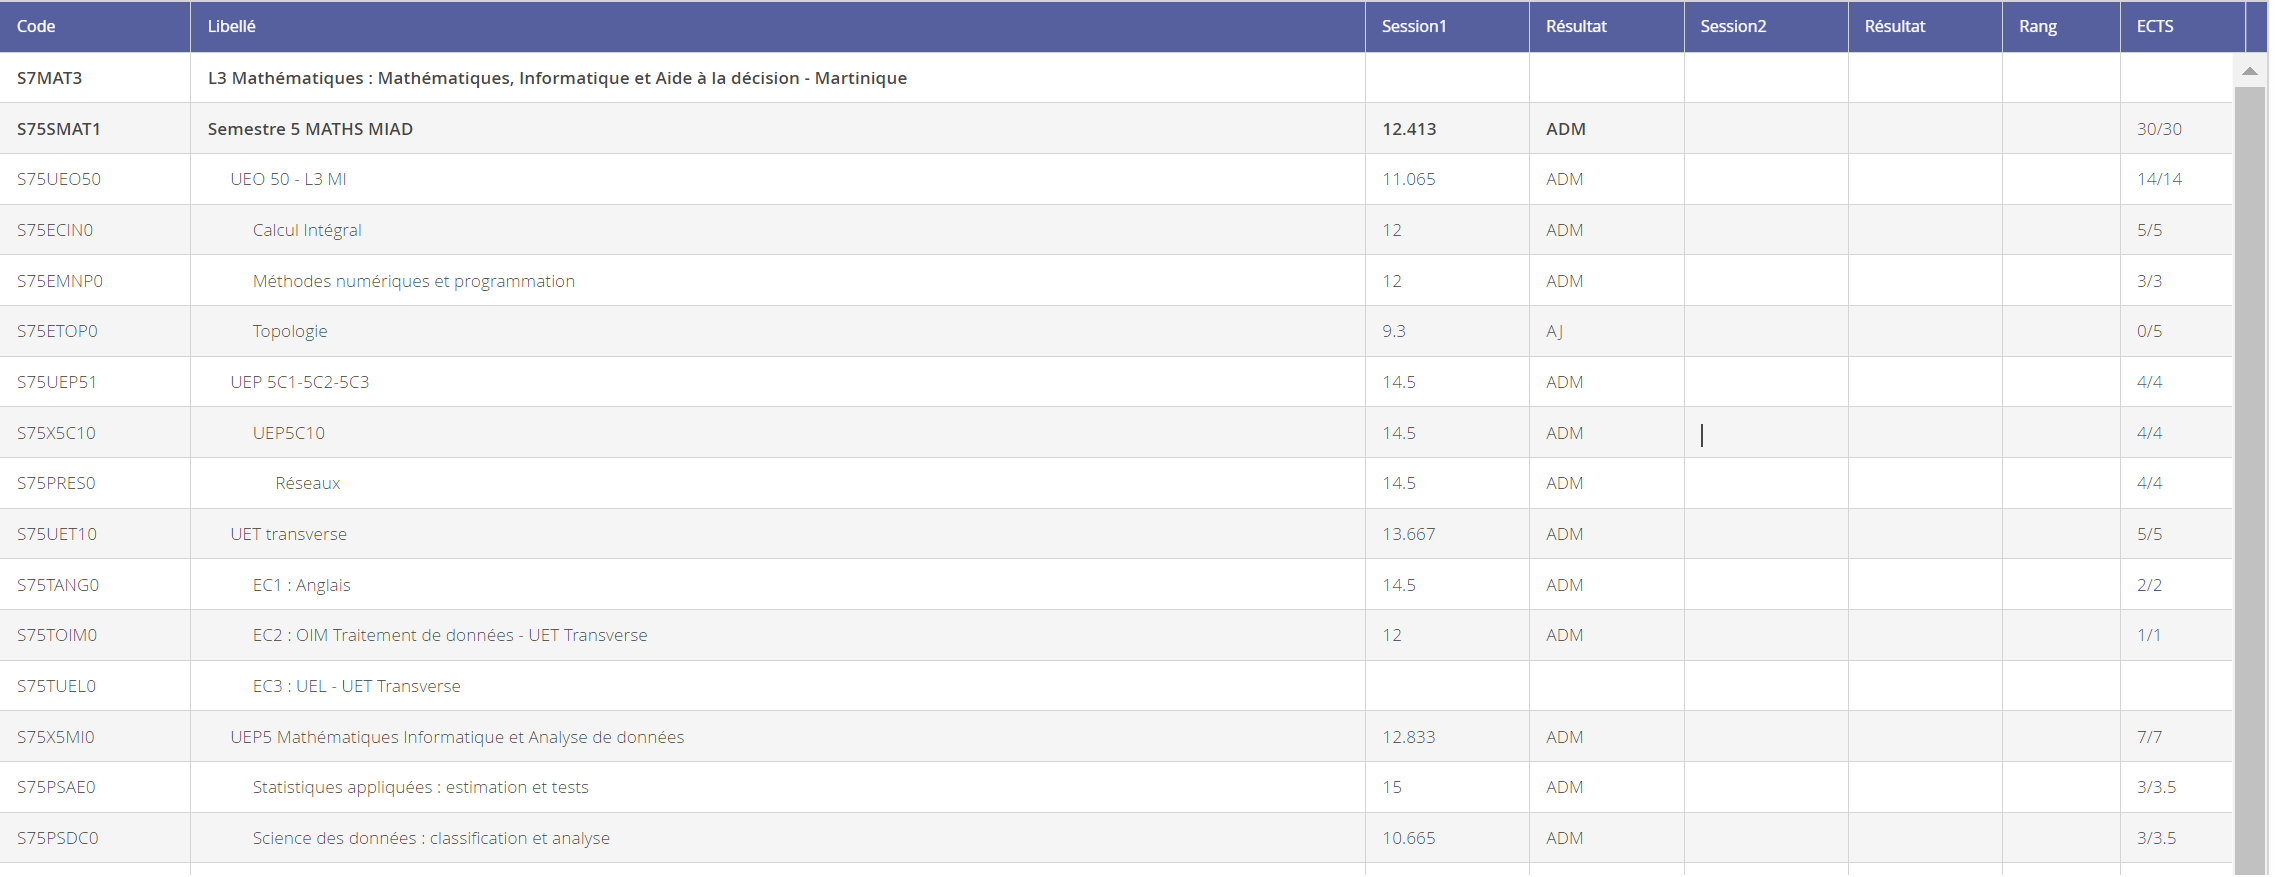 Code Libellé Session1 Résultat Session2 Résultat Rang ECTS
S7MAT3 L3 Mathématiques : Mathématiques, Informatique et Aide à la décision - Martinique
S75SMAT1 Semestre 5 MATHS MIAD 12.413 ADM 30/30
S75UEO50 UEO 50 - L3 MI 11.065 ADM 14/14
S75ECIN0 Calcul Intégral 12 ADM 5/5
S75EMNP0 Méthodes numériques et programmation 12 ADM 3/3
S75ETOP0 Topologie 9.3 AJ 0/5
S75UEP51 UEP 5C1-5C2-5C3 14.5 ADM 4/4
S75X5C10 UEP5C10 14.5 ADM 4/4
S75PRES0 Réseaux 14.5 ADM 4/4
S75UET10 UET transverse 13.667 ADM 5/5
S75TANG0 EC1 : Anglais 14.5 ADM 2/2
S75TOIM0 EC2 : OIM Traitement de données - UET Transverse 12 ADM 1/1
S75TUEL0 EC3 : UEL - UET Transverse
S75X5MI0 UEP5 Mathématiques Informatique et Analyse de données 12.833 ADM 7/7
S75PSAE0 Statistiques appliquées : estimation et tests 15 ADM 3/3.5
S75PSDC0 Science des données : classification et analyse 10.665 ADM 3/3.5